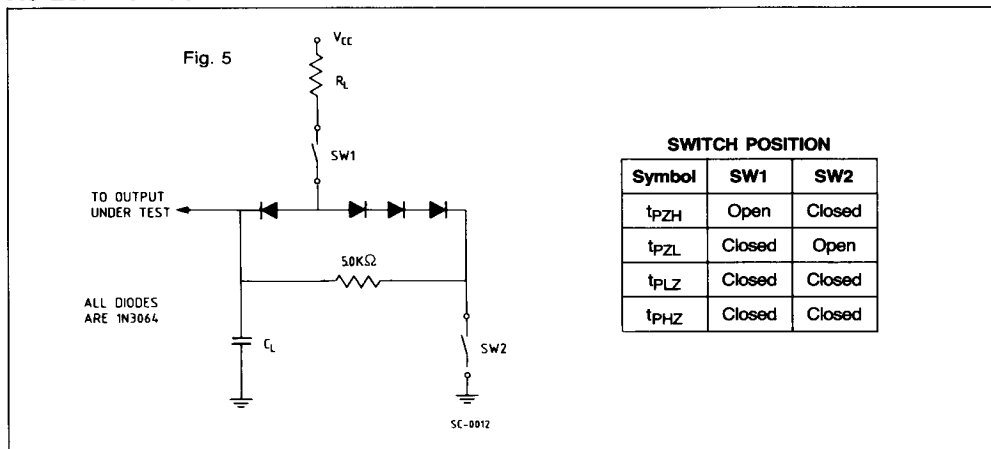 Fig. 5
VCC
RL
SW1
TO OUTPUT
UNDER TEST
5.0KΩ
ALL DIODES
ARE 1N3064
CL
SW2
SC-0012
SWITCH POSITION
Symbol SW1 SW2
tPZH Open Closed
tPZL Closed Open
tPLZ Closed Closed
tPHZ Closed Closed